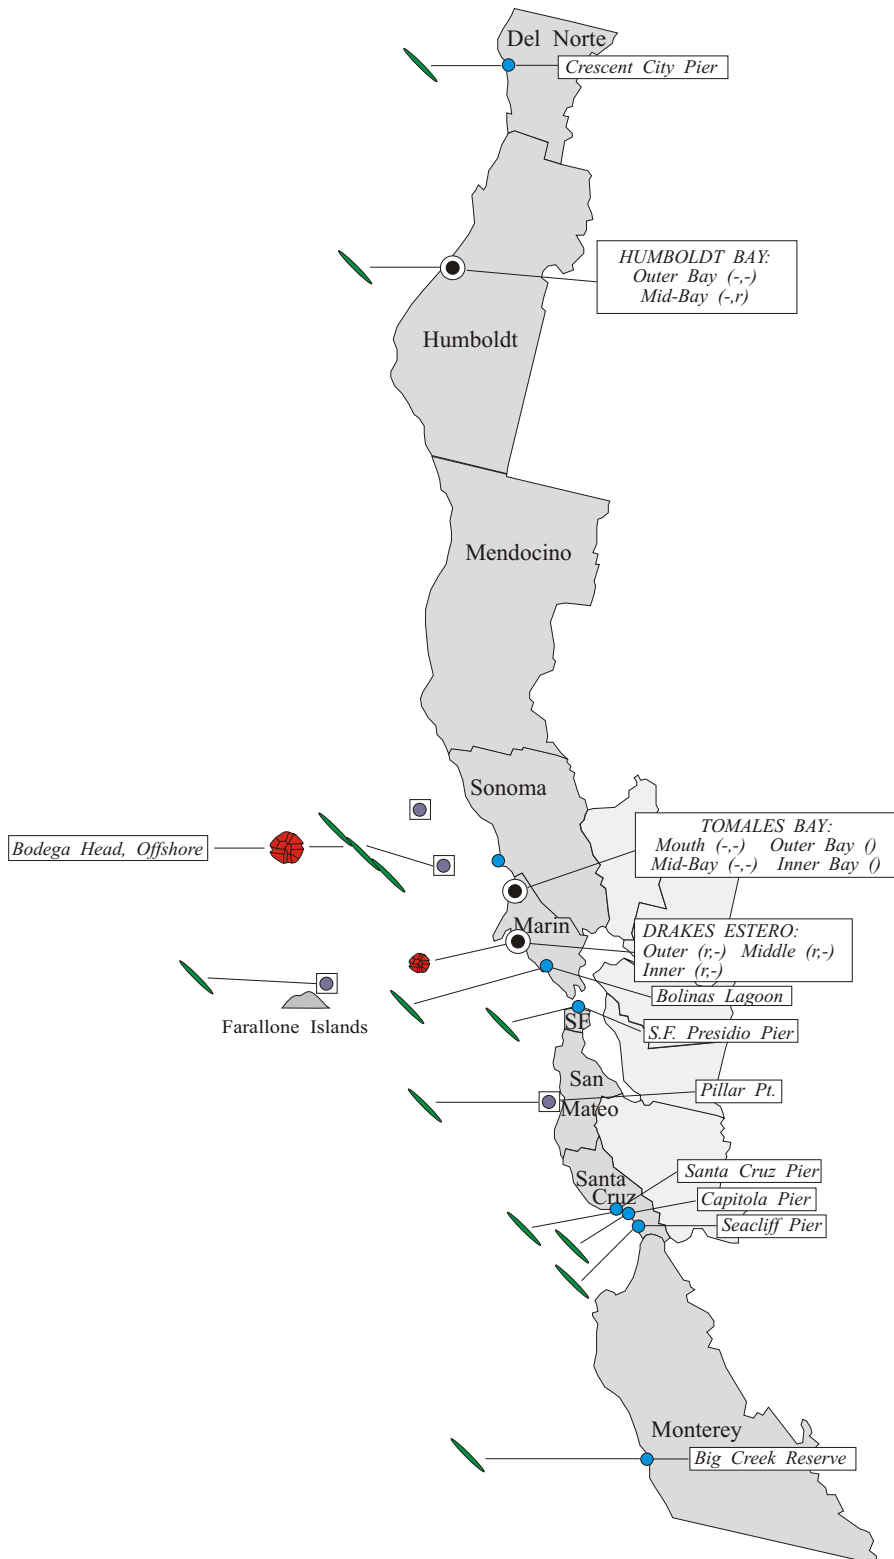 Del Norte
Crescent City Pier
HUMBOLDT BAY:
Outer Bay (-,-)
Mid-Bay (-,r)
Humboldt
Mendocino
Sonoma
TOMALES BAY:
Mouth (-,-) Outer Bay ()
Mid-Bay (-,-) Inner Bay ()
Bodega Head, Offshore
Marin
DRAKES ESTERO:
Outer (r,-) Middle (r,-)
Inner (r,-)
Bolinas Lagoon
Farallone Islands
SF
S.F. Presidio Pier
San
Mateo
Pillar Pt.
Santa
Cruz
Santa Cruz Pier
Capitola Pier
Seacliff Pier
Monterey
Big Creek Reserve